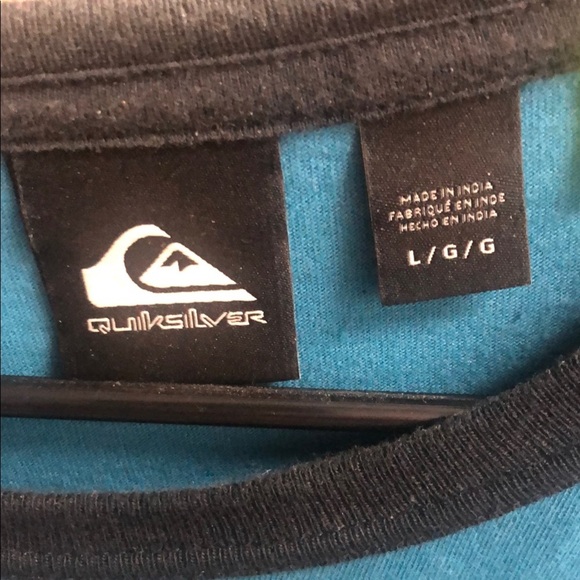 QUIKSILVER
MADE IN INDIA
FABRIQUÉ EN INDE
HECHO EN INDIA
L/G/G